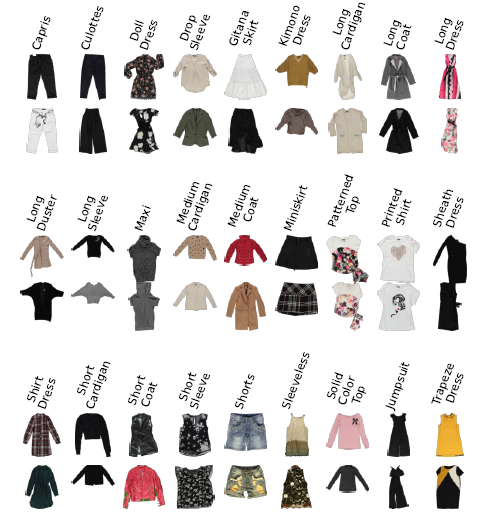 Capris
Culottes
Doll
Dress
Drop
Sleeve
Gitana
Skirt
Kimono
Dress
Long
Cardigan
Long
Coat
Long
Dress
Long
Duster
Long
Sleeve
Maxi
Medium
Cardigan
Medium
Coat
Miniskirt
Patterned
Top
Printed
Shirt
Sheath
Dress
Shirt
Dress
Short
Cardigan
Short
Coat
Short
Sleeve
Shorts
Sleeveless
Solid
Color
Top
Jumpsuit
Trapeze
Dress